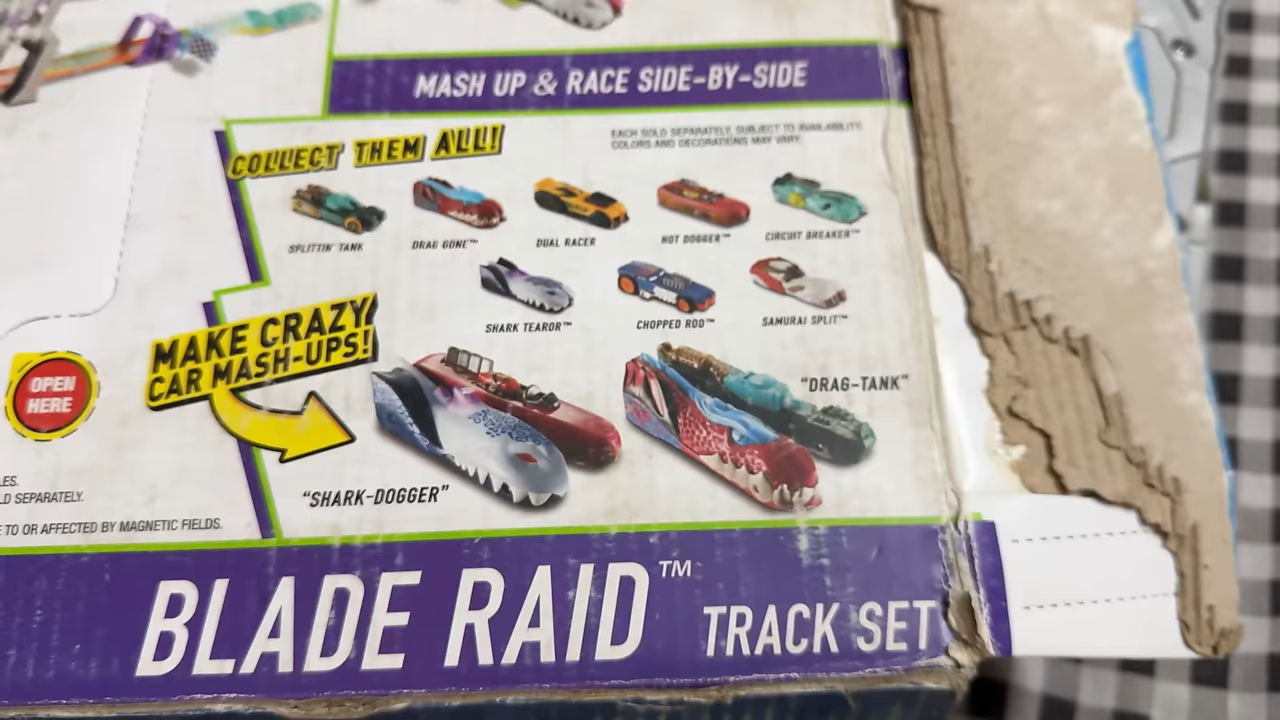 MASH UP & RACE SIDE-BY-SIDE
COLLECT THEM ALL!
EACH SOLD SEPARATELY, SUBJECT TO AVAILABILITY.
COLORS AND DECORATIONS MAY VARY.
SPLITTIN' TANK
DRAG GONE™
DUAL RACER
HOT DOGGER™
CIRCUIT BREAKER™
SHARK TEAROR™
CHOPPED ROD™
SAMURAI SPLIT™
MAKE CRAZY
CAR MASH-UPS!
OPEN
HERE
"DRAG-TANK"
"SHARK-DOGGER"
LES.
LD SEPARATELY.
TO OR AFFECTED BY MAGNETIC FIELDS.
BLADE RAID™ TRACK SET